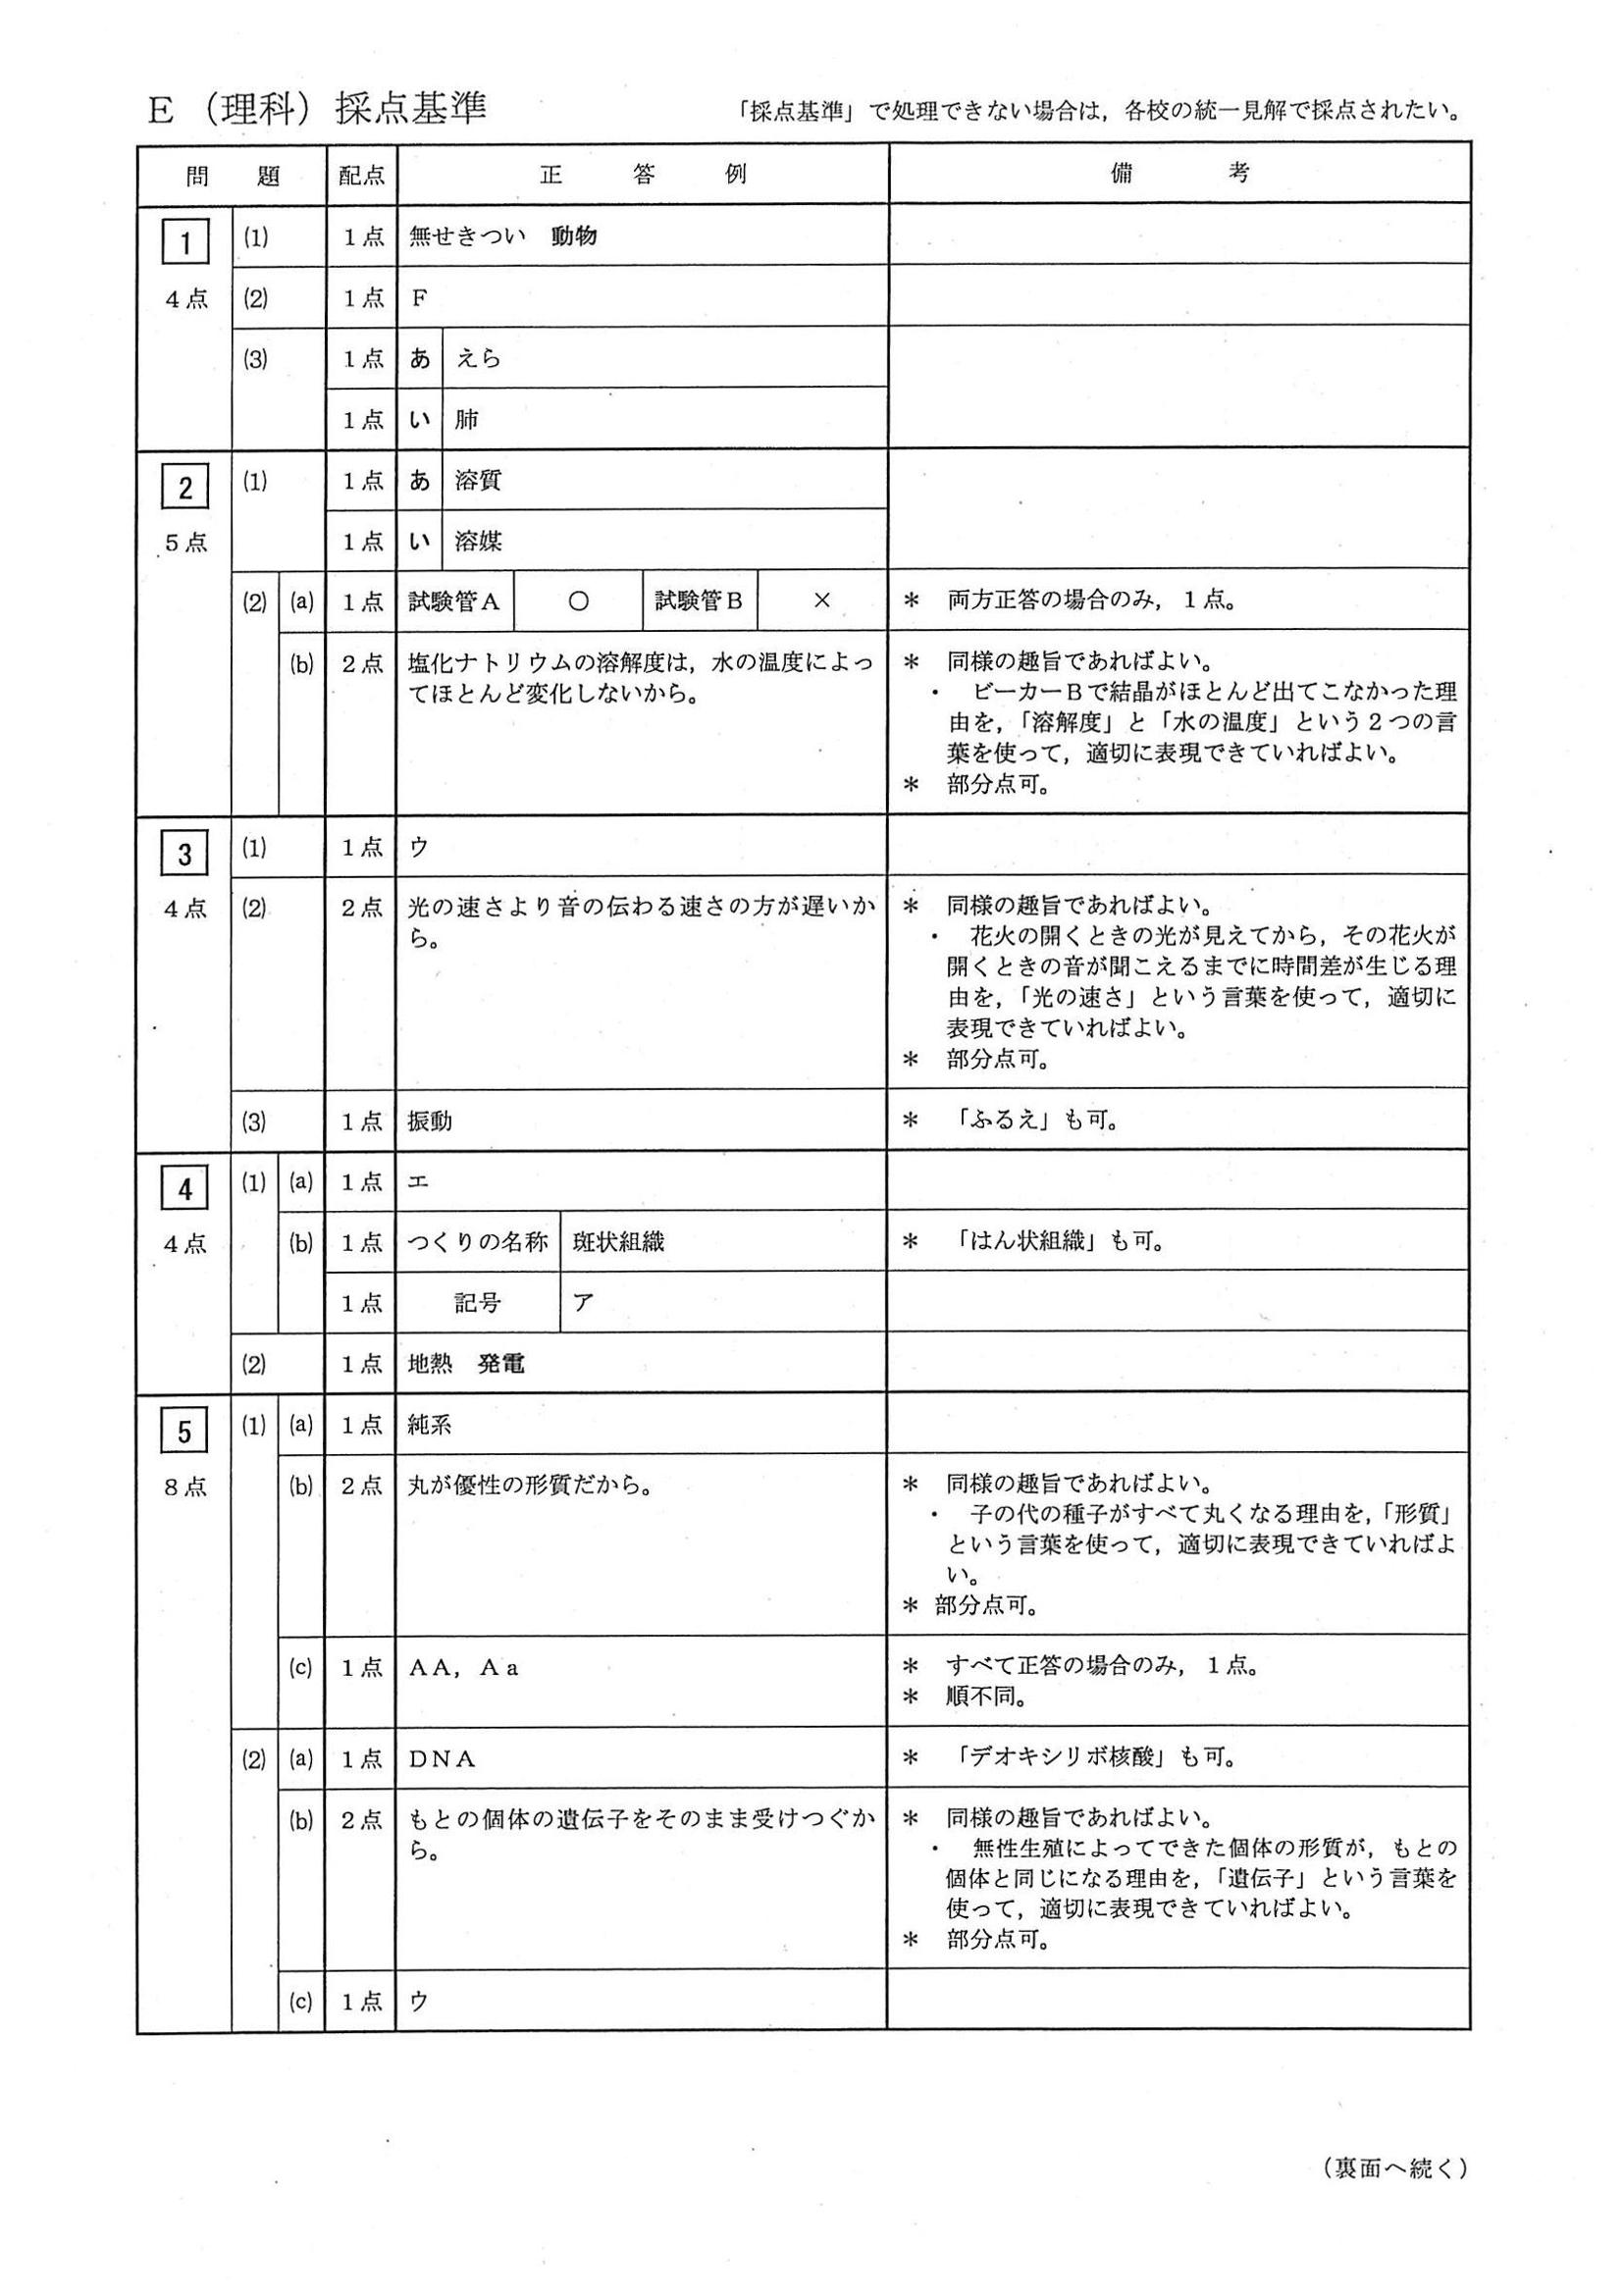 E（理科）採点基準
「採点基準」で処理できない場合は，各校の統一見解で採点されたい。
問 題 配点 正 答 例 備 考
1 (1) 1点 無せきつい 動物
4点 (2) 1点 F
(3) 1点 あ えら
1点 い 肺
2 (1) 1点 あ 溶質
5点 1点 い 溶媒
(2) (a) 1点 試験管A ○ 試験管B × ＊ 両方正答の場合のみ，1点。
(b) 2点 塩化ナトリウムの溶解度は，水の温度によっ ＊ 同様の趣旨であればよい。
てほとんど変化しないから。 ・ ビーカーBで結晶がほとんど出てこなかった理
由を，「溶解度」と「水の温度」という2つの言
葉を使って，適切に表現できていればよい。
＊ 部分点可。
3 (1) 1点 ウ
4点 (2) 2点 光の速さより音の伝わる速さの方が遅いか ＊ 同様の趣旨であればよい。
ら。 ・ 花火の開くときの光が見えてから，その花火が
開くときの音が聞こえるまでに時間差が生じる理
由を，「光の速さ」という言葉を使って，適切に
表現できていればよい。
＊ 部分点可。
(3) 1点 振動 ＊ 「ふるえ」も可。
4 (1) (a) 1点 エ
4点 (b) 1点 つくりの名称 斑状組織 ＊ 「はん状組織」も可。
1点 記号 ア
(2) 1点 地熱 発電
5 (1) (a) 1点 純系
8点 (b) 2点 丸が優性の形質だから。 ＊ 同様の趣旨であればよい。
・ 子の代の種子がすべて丸くなる理由を，「形質」
という言葉を使って，適切に表現できていればよ
い。
＊ 部分点可。
(c) 1点 AA，Aa ＊ すべて正答の場合のみ，1点。
＊ 順不同。
(2) (a) 1点 DNA ＊ 「デオキシリボ核酸」も可。
(b) 2点 もとの個体の遺伝子をそのまま受けつぐか ＊ 同様の趣旨であればよい。
ら。 ・ 無性生殖によってできた個体の形質が，もとの
個体と同じになる理由を，「遺伝子」という言葉を
使って，適切に表現できていればよい。
＊ 部分点可。
(c) 1点 ウ
（裏面へ続く）